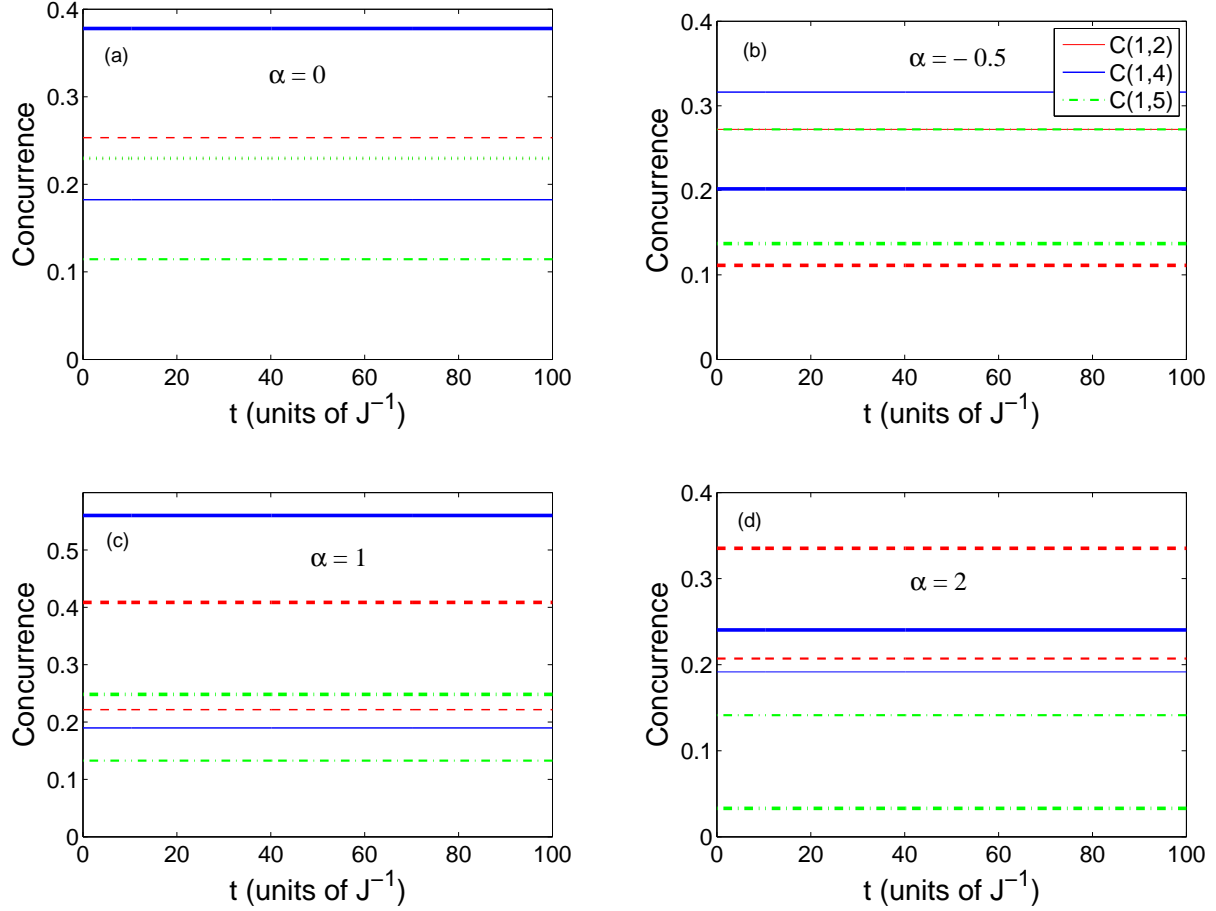 (a)
α = 0
0.4
0.3
0.2
0.1
0
Concurrence
0 20 40 60 80 100
t (units of J⁻¹)
(b)
α = − 0.5
C(1,2)
C(1,4)
C(1,5)
0.4
0.3
0.2
0.1
0
Concurrence
0 20 40 60 80 100
t (units of J⁻¹)
(c)
α = 1
0.5
0.4
0.3
0.2
0.1
0
Concurrence
0 20 40 60 80 100
t (units of J⁻¹)
(d)
α = 2
0.4
0.3
0.2
0.1
0
Concurrence
0 20 40 60 80 100
t (units of J⁻¹)